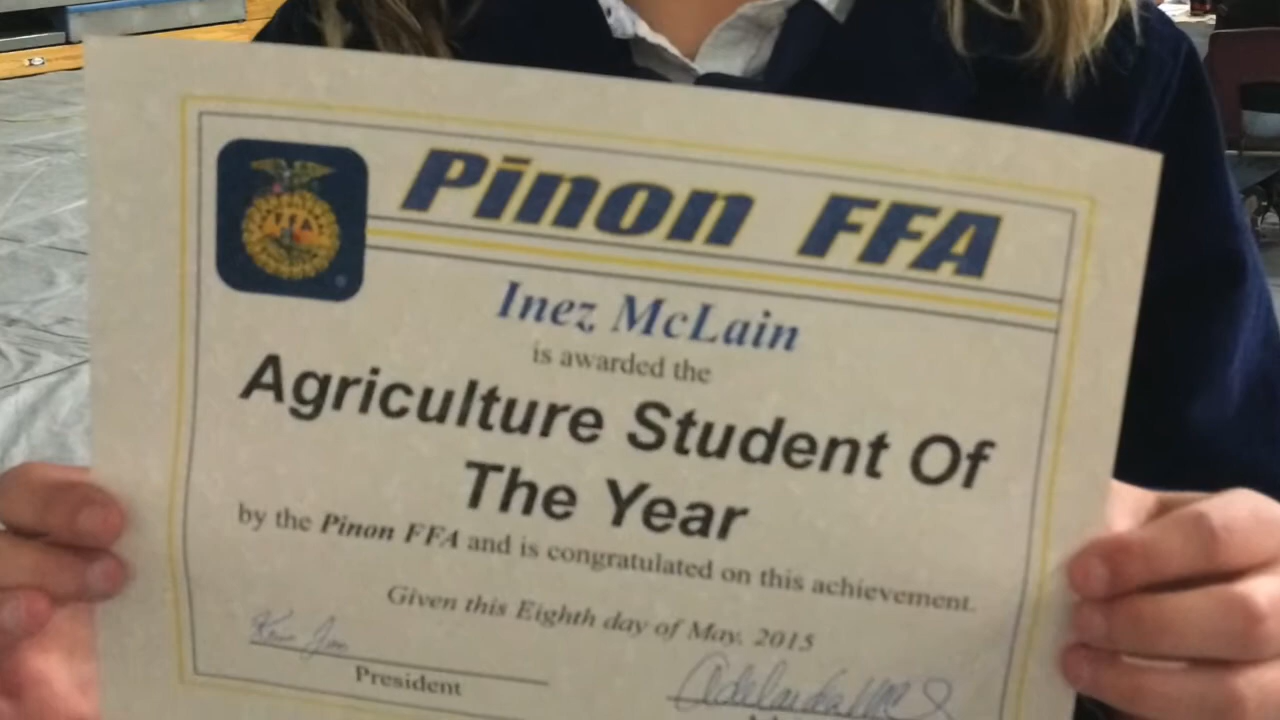 Pinon FFA
FFA
Inez McLain
is awarded the
Agriculture Student Of
The Year
by the Pinon FFA and is congratulated on this achievement.
Given this Eighth day of May. 2015
President